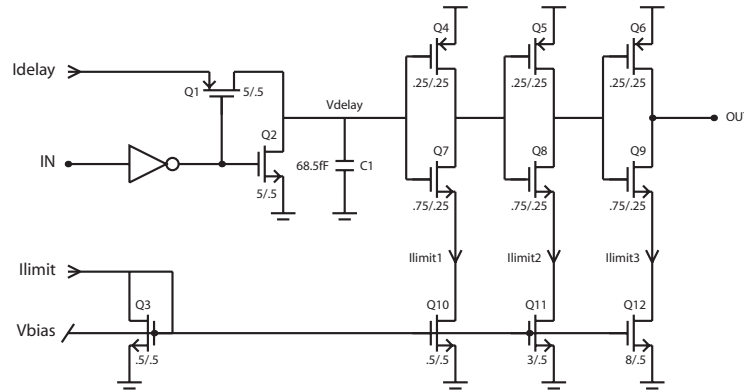 Q4
Q5
Q6
Idelay
Q1
5/.5
.25/.25
.25/.25
.25/.25
Vdelay
Q2
OUT
IN
68.5fF
C1
Q7
Q8
Q9
5/.5
.75/.25
.75/.25
.75/.25
Ilimit1
Ilimit2
Ilimit3
Ilimit
Q3
Q10
Q11
Q12
Vbias
.5/.5
.5/.5
3/.5
8/.5